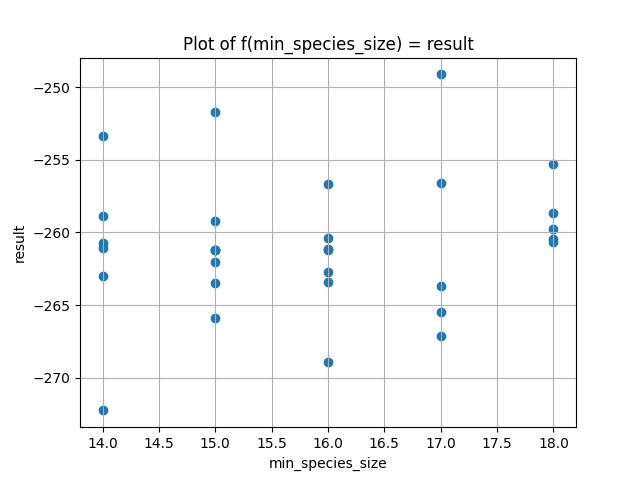 Plot of f(min_species_size) = result
−250
−255
−260
−265
−270
result
14.0 14.5 15.0 15.5 16.0 16.5 17.0 17.5 18.0
min_species_size